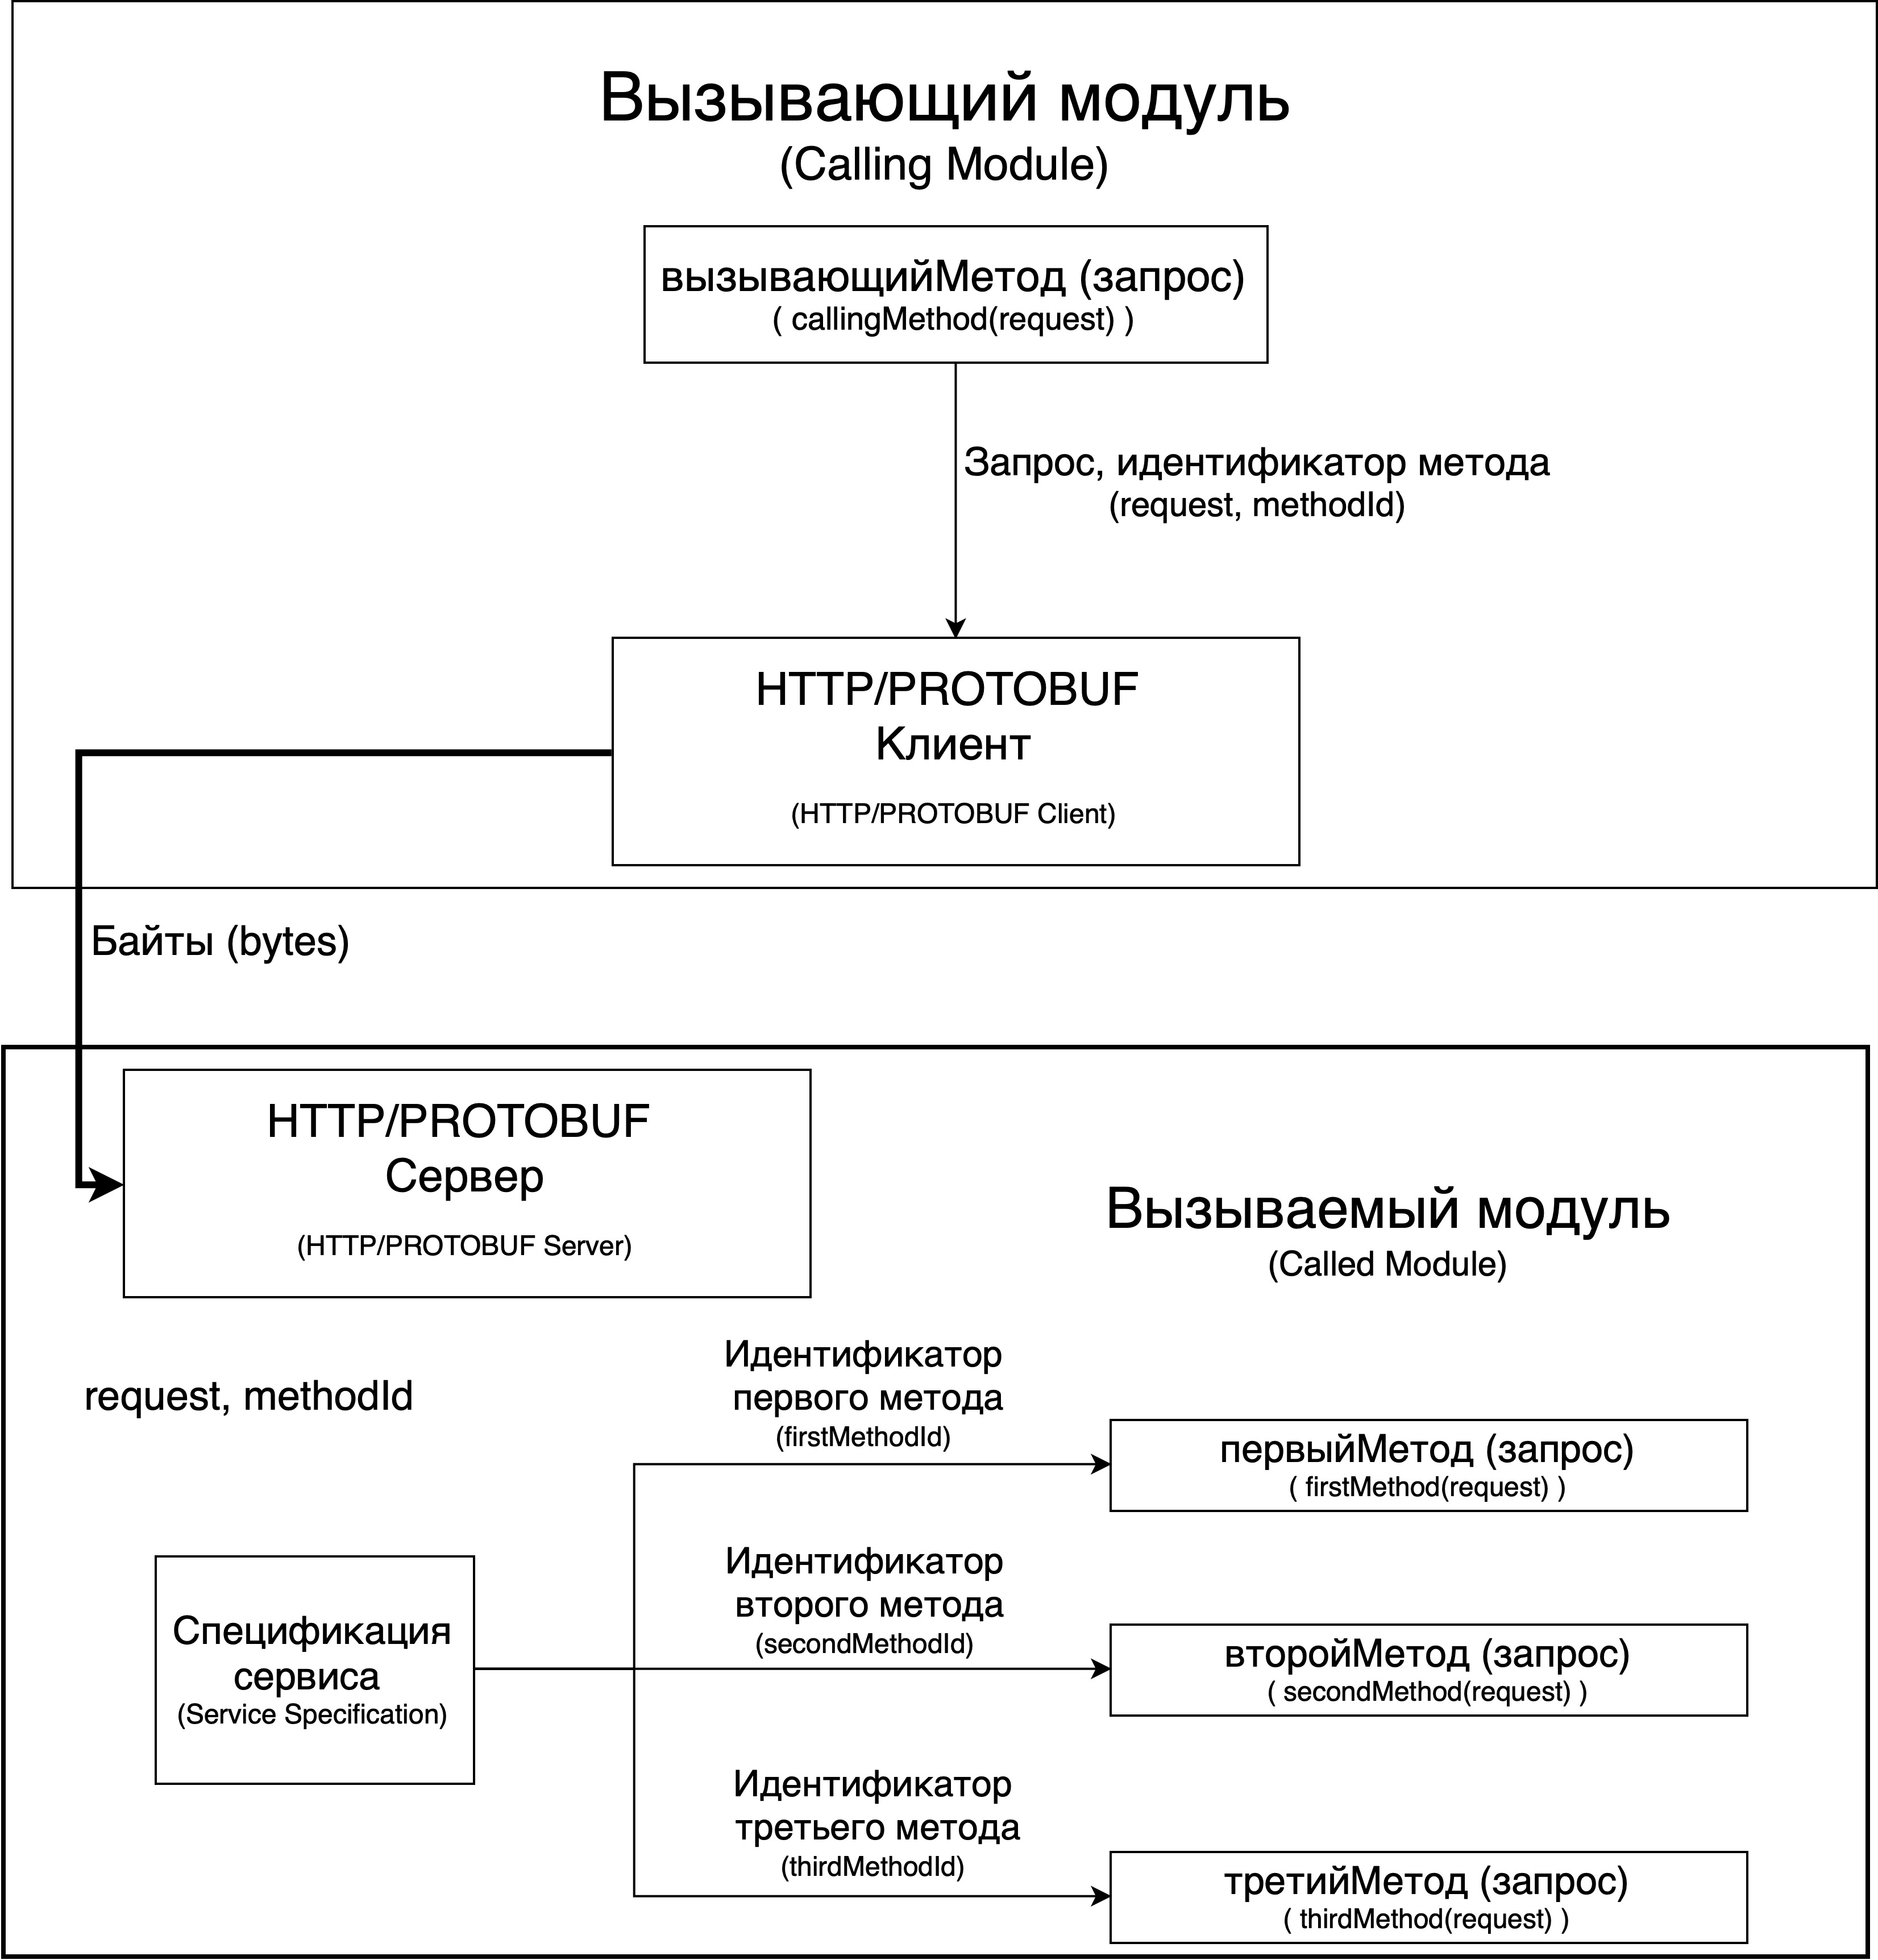 Вызывающий модуль
(Calling Module)
вызывающийМетод (запрос)
( callingMethod(request) )
Запрос, идентификатор метода
(request, methodId)
HTTP/PROTOBUF
Клиент
(HTTP/PROTOBUF Client)
Байты (bytes)
HTTP/PROTOBUF
Сервер
(HTTP/PROTOBUF Server)
Вызываемый модуль
(Called Module)
request, methodId
Идентификатор
первого метода
(firstMethodId)
первыйМетод (запрос)
( firstMethod(request) )
Спецификация
сервиса
(Service Specification)
Идентификатор
второго метода
(secondMethodId)
второйМетод (запрос)
( secondMethod(request) )
Идентификатор
третьего метода
(thirdMethodId)
третийМетод (запрос)
( thirdMethod(request) )